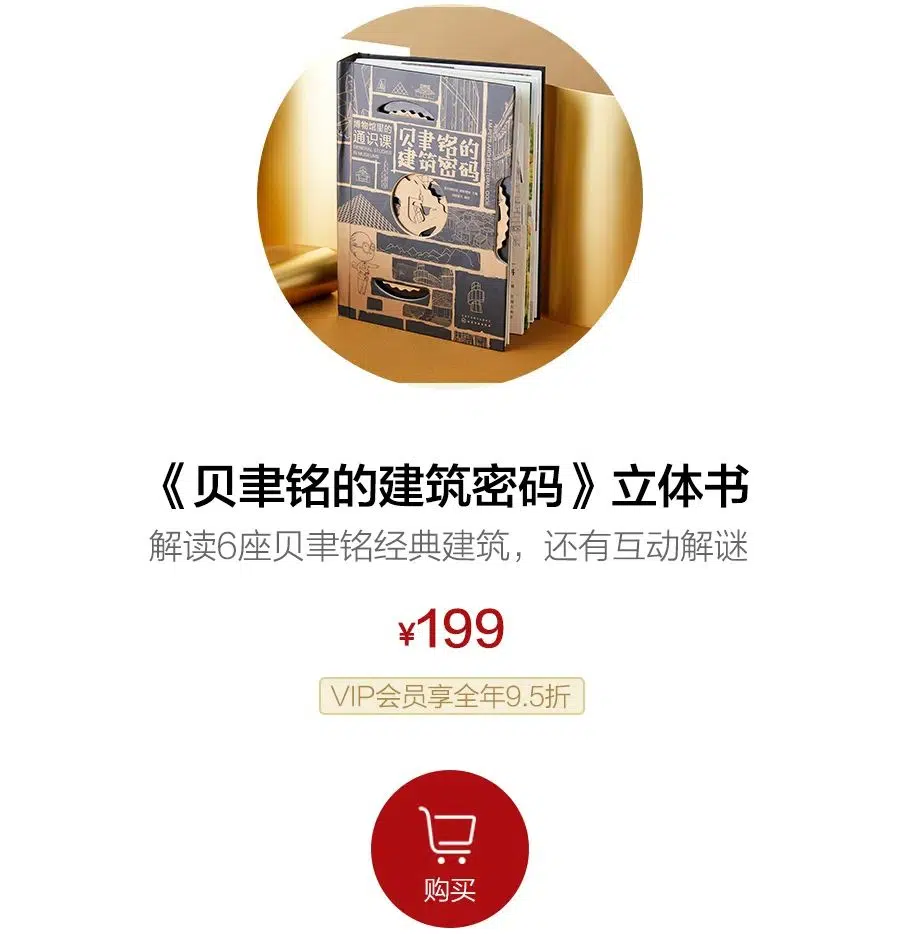 博物馆里的
通识课
GENERAL STUDIES
IN MUSEUMS
贝聿铭的
建筑密码
《贝聿铭的建筑密码》立体书
解读6座贝聿铭经典建筑，还有互动解谜
¥199
VIP会员享全年9.5折
购买